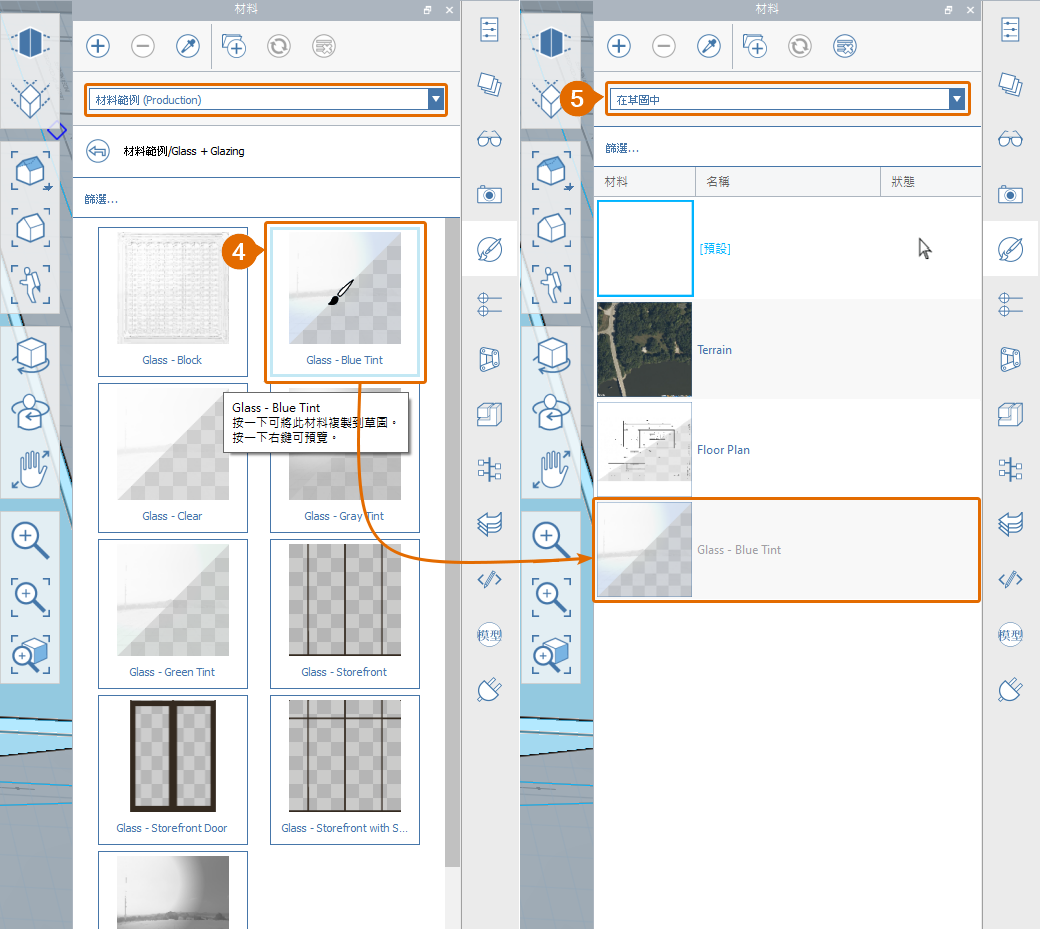 材料
材料範例 (Production)
材料範例/Glass + Glazing
篩選...
4
Glass - Block
Glass - Blue Tint
Glass - Blue Tint
按一下可將此材料複製到草圖。
按一下右鍵可預覽。
Glass - Clear
Glass - Gray Tint
Glass - Green Tint
Glass - Storefront
Glass - Storefront Door
Glass - Storefront with S...
模型
材料
5
在草圖中
篩選...
材料
名稱
狀態
[預設]
Terrain
Floor Plan
Glass - Blue Tint
模型